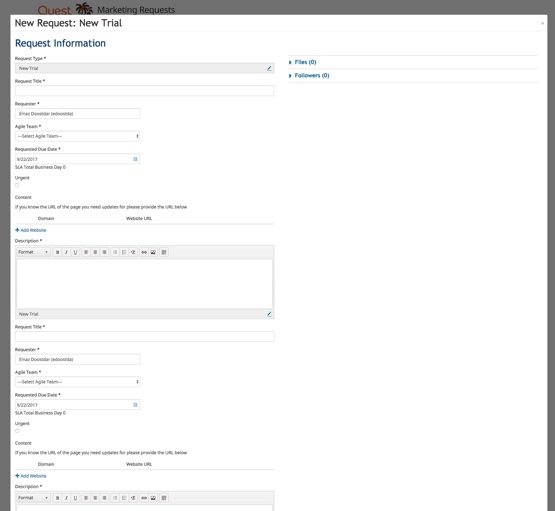 Quest Marketing Requests
New Request: New Trial
×
Request Information
Request Type *
New Trial
Request Title *
Requester *
Elnaz Doostdar (edoostda)
Agile Team *
---Select Agile Team---
Requested Due Date *
9/22/2017
SLA Total Business Day 0
Urgent
Content
If you know the URL of the page you need updates for please provide the URL below
Domain Website URL
Add Website
Description *
Format B I U
New Trial
Request Title *
Requester *
Elnaz Doostdar (edoostda)
Agile Team *
---Select Agile Team---
Requested Due Date *
9/22/2017
SLA Total Business Day 0
Urgent
Content
If you know the URL of the page you need updates for please provide the URL below
Domain Website URL
Add Website
Description *
Format B I U
Files (0)
Followers (0)